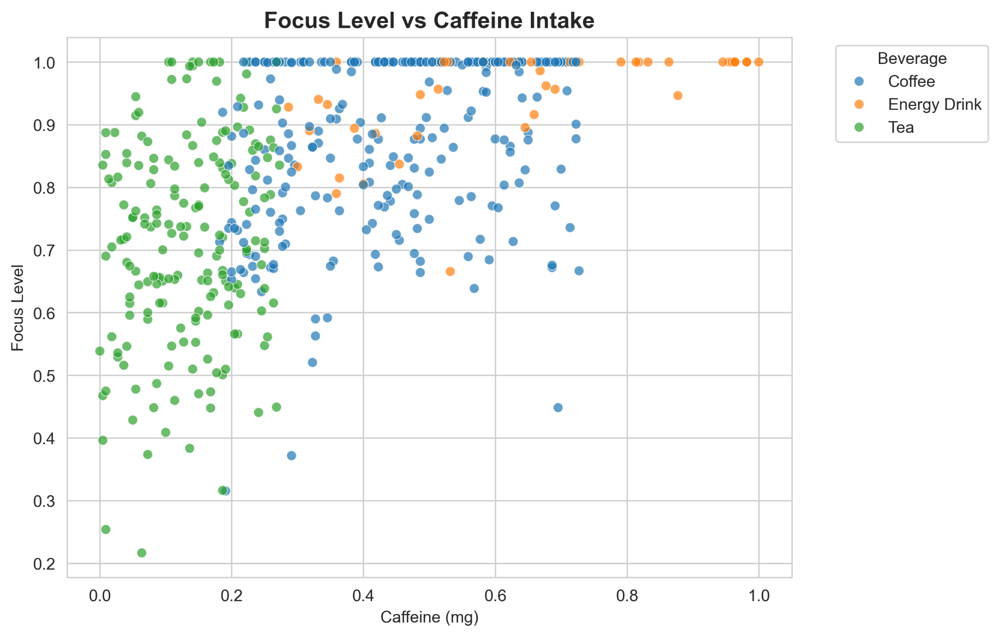 Focus Level vs Caffeine Intake
Beverage
Coffee
Energy Drink
Tea
Focus Level
1.0
0.9
0.8
0.7
0.6
0.5
0.4
0.3
0.2
0.0 0.2 0.4 0.6 0.8 1.0
Caffeine (mg)